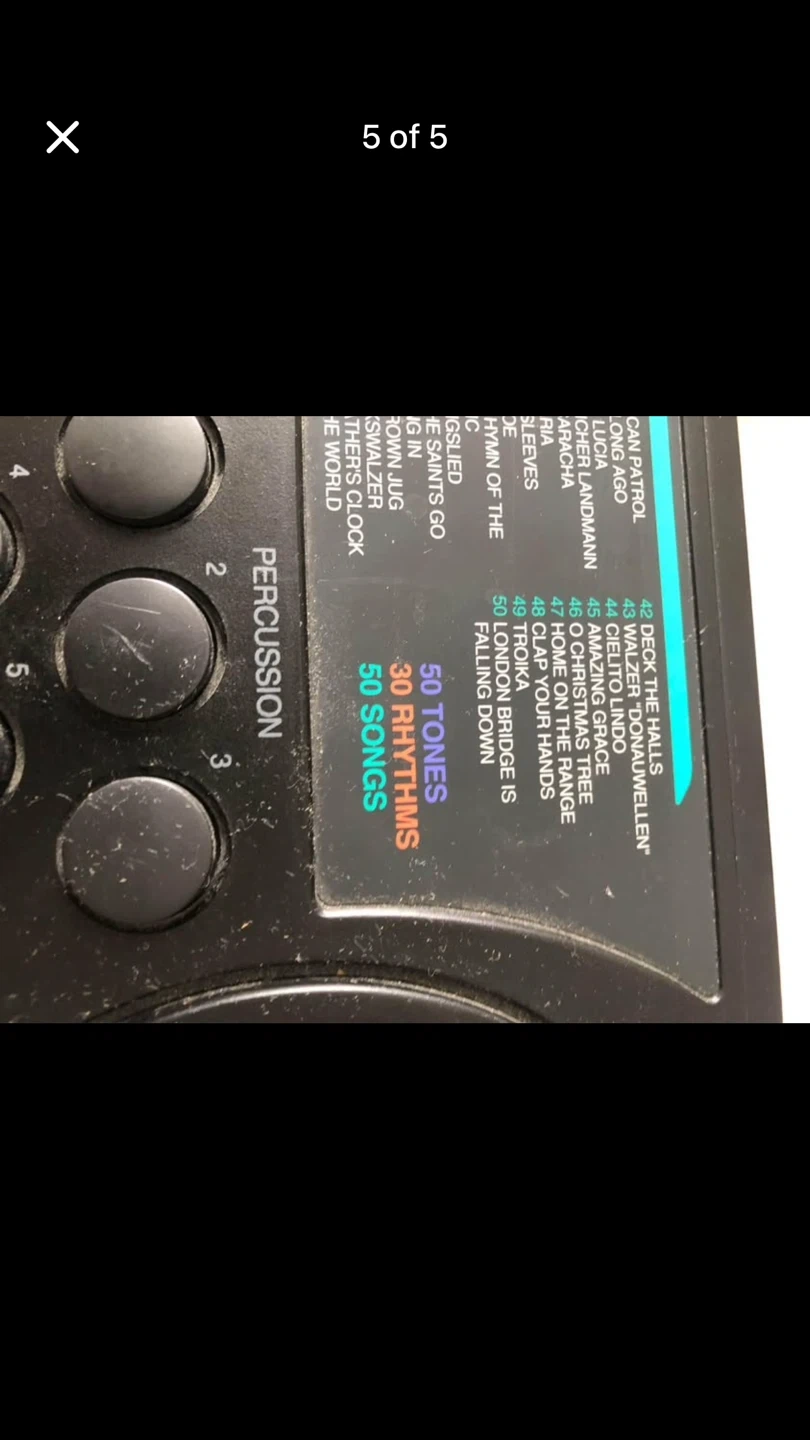 5 of 5
CAN PATROL
LONG AGO
LUCIA
ICHER LANDMANN
ARACHA
RIA
SLEEVES
OE
HYMN OF THE
IC
GSLIED
HE SAINTS GO
NG IN
ROWN JUG
KSWALZER
THER'S CLOCK
HE WORLD
42 DECK THE HALLS
43 WALZER "DONAUWELLEN"
44 CIELITO LINDO
45 AMAZING GRACE
46 O CHRISTMAS TREE
47 HOME ON THE RANGE
48 CLAP YOUR HANDS
49 TROIKA
50 LONDON BRIDGE IS
FALLING DOWN
50 TONES
30 RHYTHMS
50 SONGS
PERCUSSION
2
3
4
5